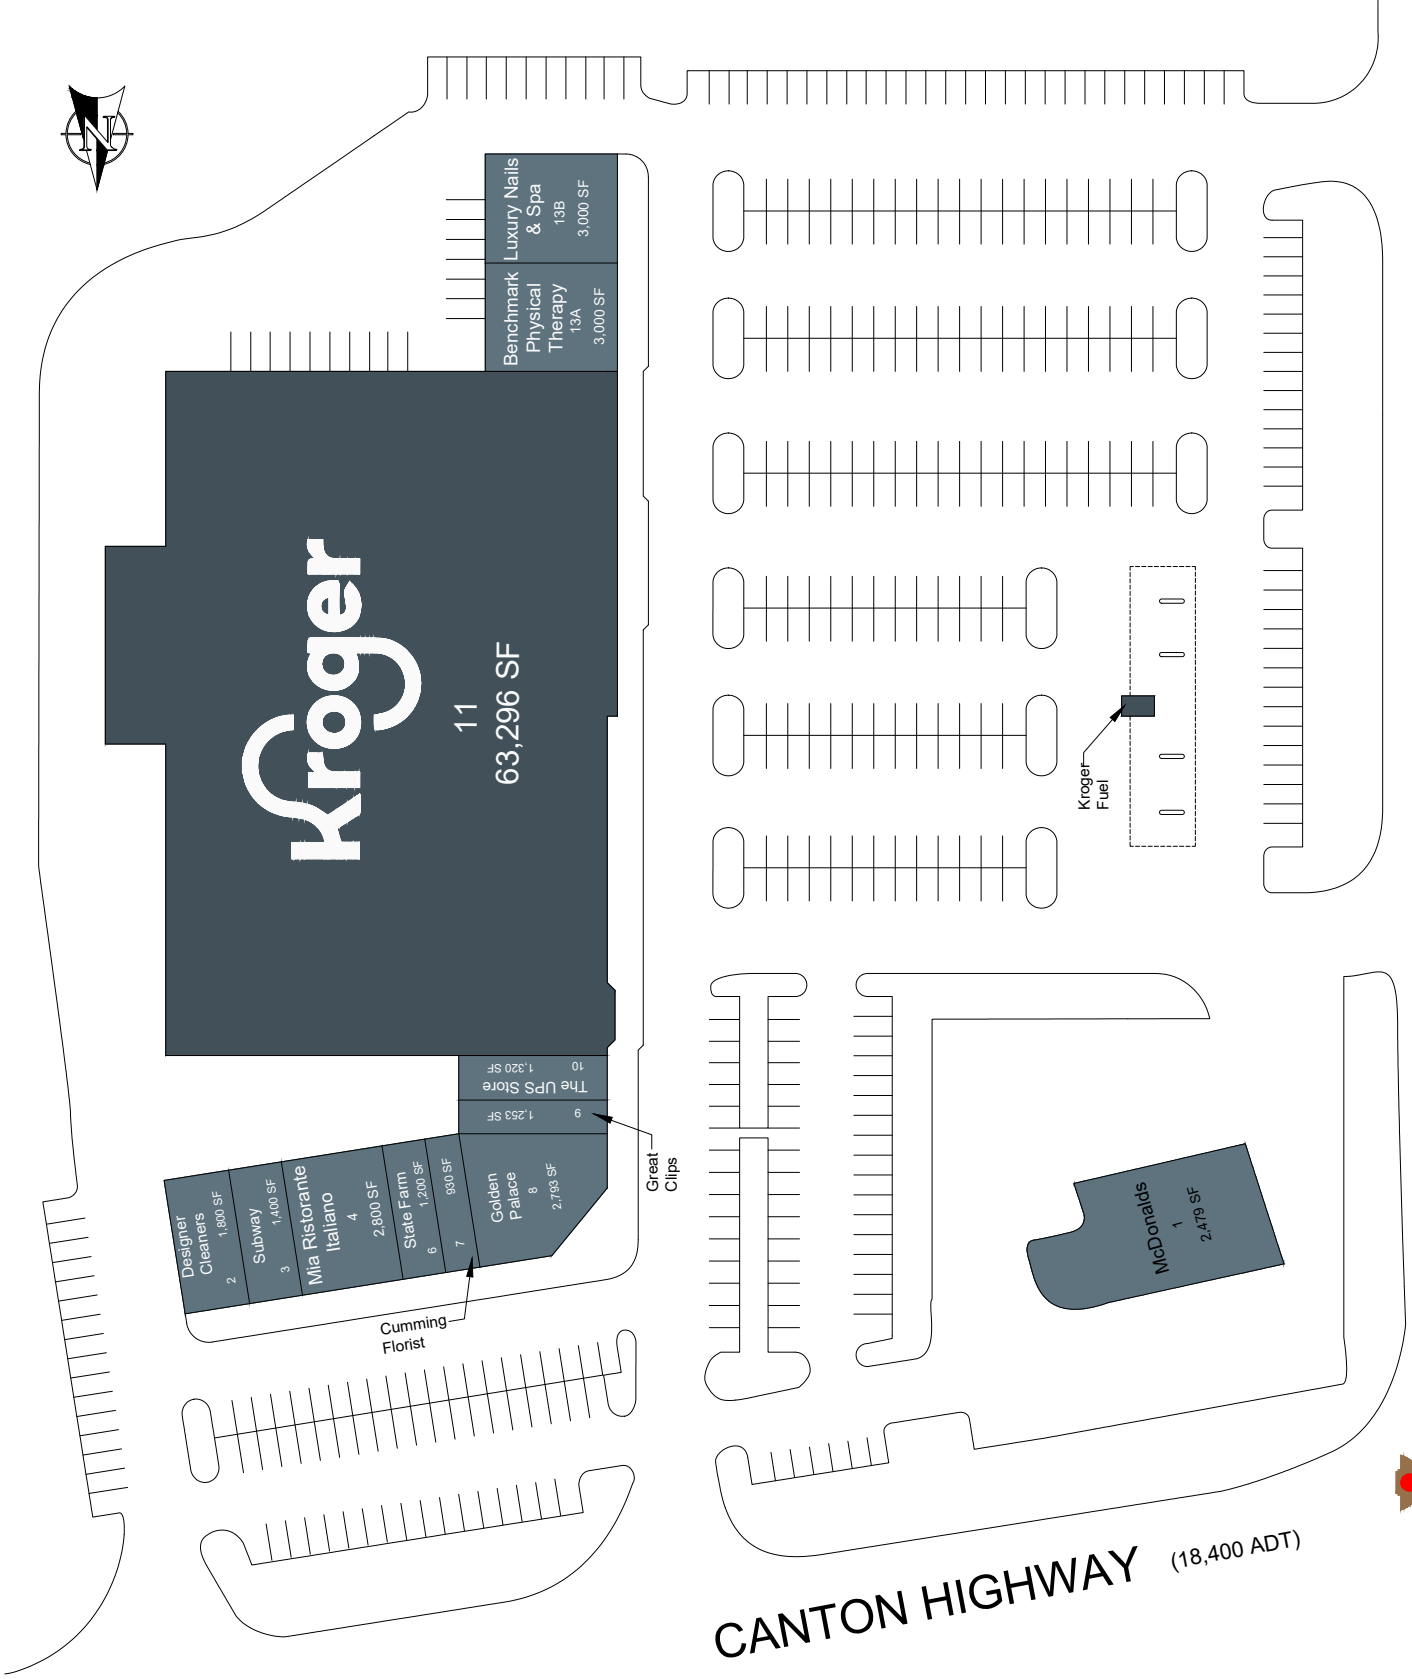 N
Luxury Nails
& Spa
13B
3,000 SF
Benchmark
Physical
Therapy
13A
3,000 SF
Kroger
11
63,296 SF
Kroger
Fuel
10
1,320 SF
The UPS Store
9
1,253 SF
Great
Clips
Designer
Cleaners
1,800 SF
2
Subway
1,400 SF
3
Mia Ristorante
Italiano
4
2,800 SF
State Farm
1,200 SF
6
930 SF
7
Golden
Palace
8
2,793 SF
Cumming
Florist
McDonalds
1
2,479 SF
CANTON HIGHWAY (18,400 ADT)